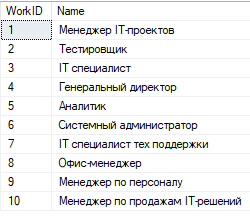 WorkID Name
1 Менеджер IT-проектов
2 Тестировщик
3 IT специалист
4 Генеральный директор
5 Аналитик
6 Системный администратор
7 IT специалист тех поддержки
8 Офис-менеджер
9 Менеджер по персоналу
10 Менеджер по продажам IT-решений